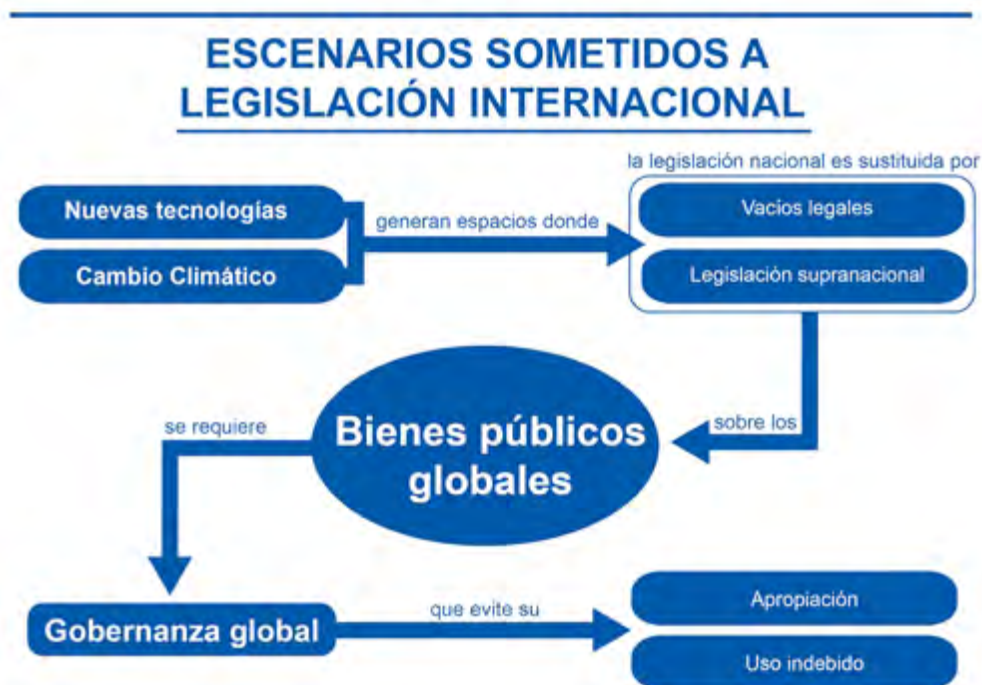 ESCENARIOS SOMETIDOS A
LEGISLACIÓN INTERNACIONAL
la legislación nacional es sustituida por
Nuevas tecnologías
Cambio Climático
generan espacios donde
Vacíos legales
Legislación supranacional
sobre los
Bienes públicos
globales
se requiere
Gobernanza global
que evite su
Apropiación
Uso indebido